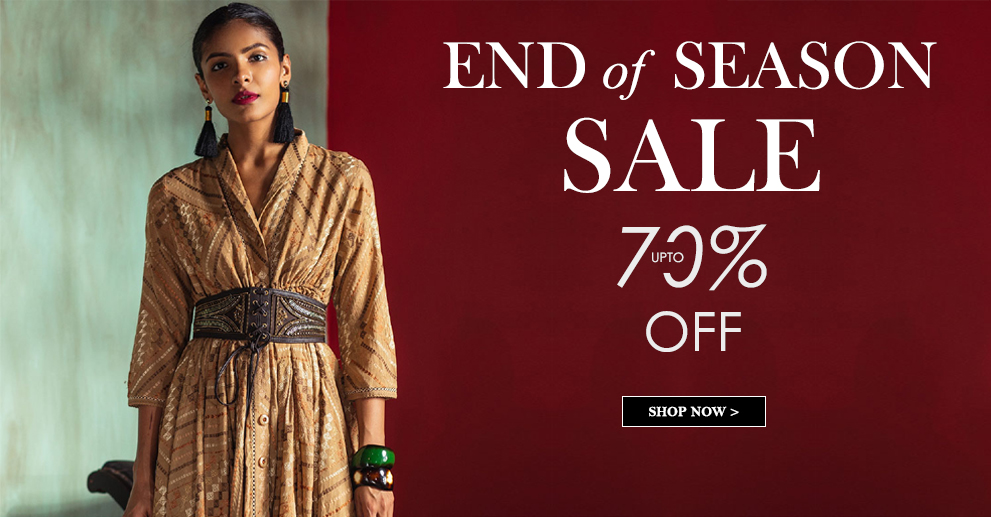 END of SEASON
SALE
UPTO 70%
OFF
SHOP NOW >